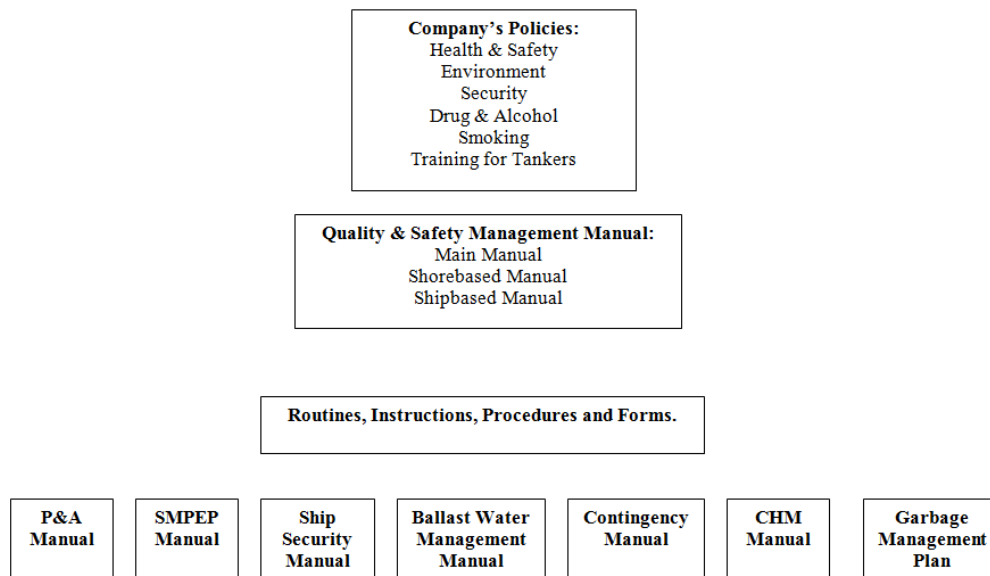 Company's Policies:
Health & Safety
Environment
Security
Drug & Alcohol
Smoking
Training for Tankers
Quality & Safety Management Manual:
Main Manual
Shorebased Manual
Shipbased Manual
Routines, Instructions, Procedures and Forms.
P&A
Manual
SMPEP
Manual
Ship
Security
Manual
Ballast Water
Management
Manual
Contingency
Manual
CHM
Manual
Garbage
Management
Plan